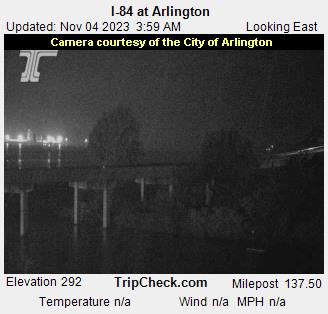 I-84 at Arlington
Updated: Nov 04 2023 3:59 AM Looking East
Camera courtesy of the City of Arlington
Elevation 292 TripCheck.com Milepost 137.50
Temperature n/a Wind n/a MPH n/a